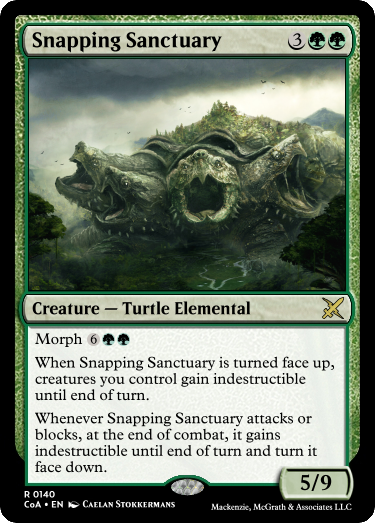 Snapping Sanctuary 3
Creature — Turtle Elemental
Morph 6
When Snapping Sanctuary is turned face up,
creatures you control gain indestructible
until end of turn.
Whenever Snapping Sanctuary attacks or
blocks, at the end of combat, it gains
indestructible until end of turn and turn it
face down.
5/9
R 0140
CoA • EN Caelan Stokkermans
Mackenzie, McGrath & Associates LLC